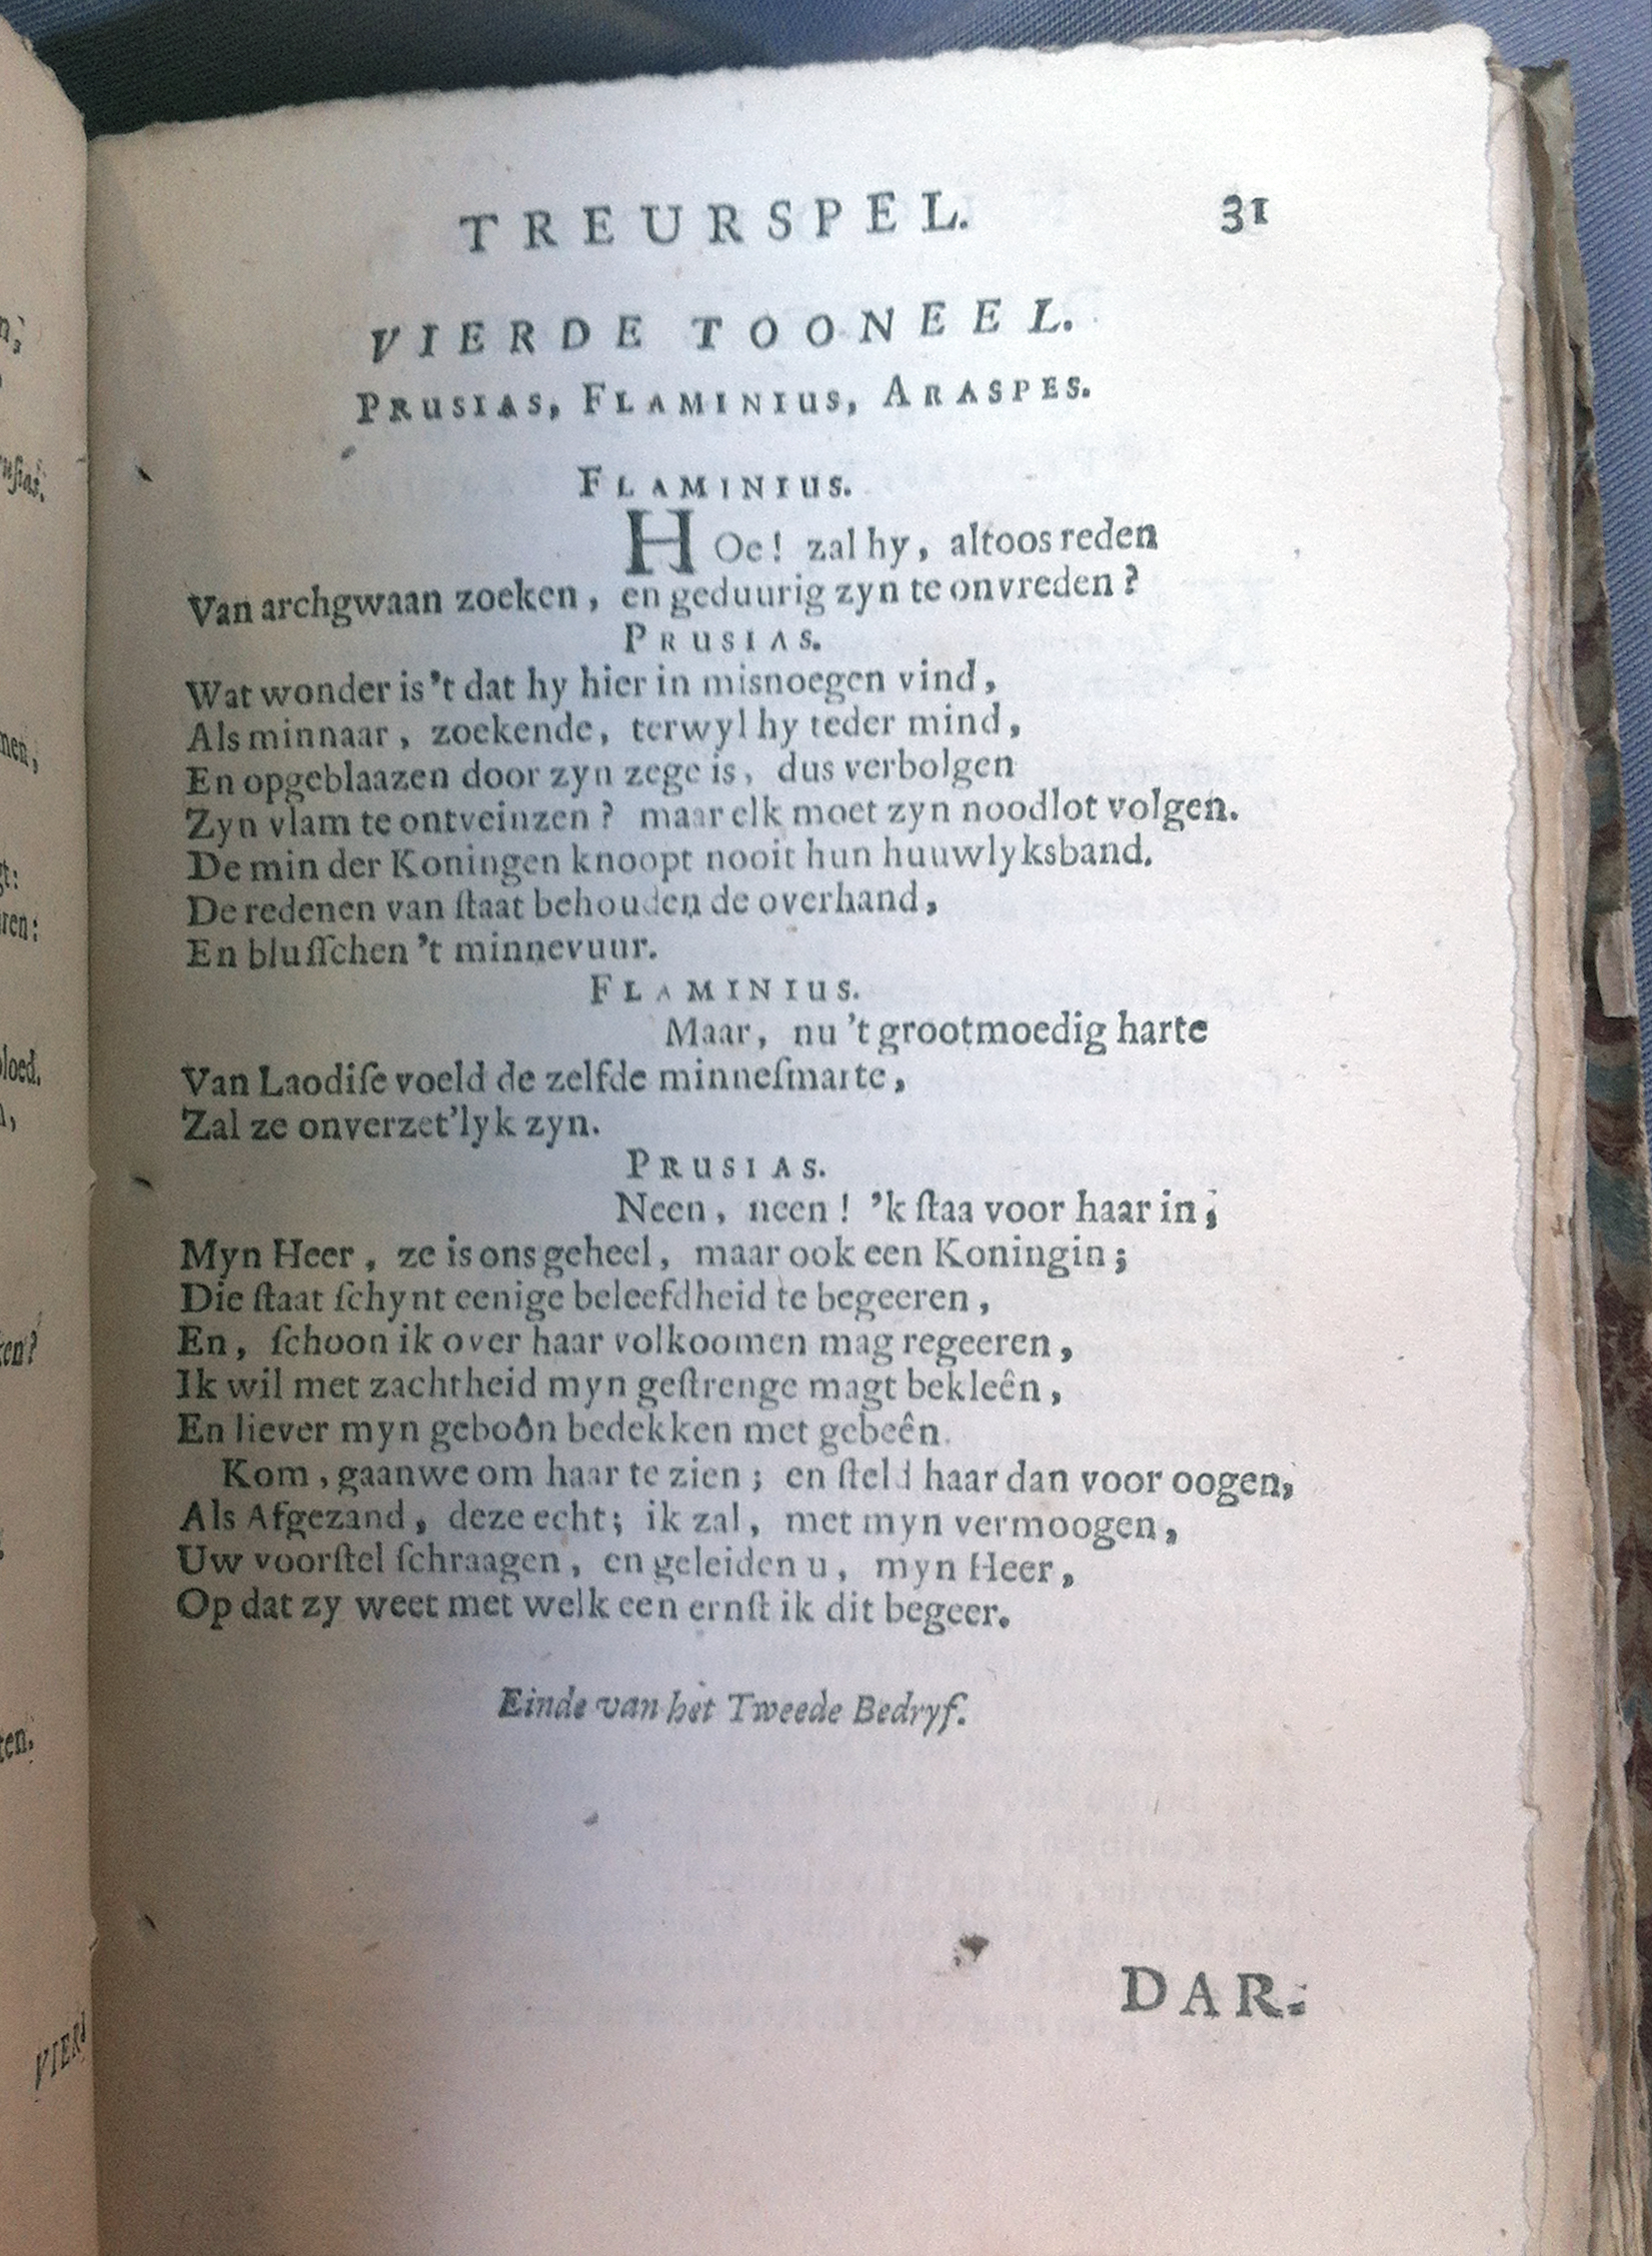 TREURSPEL. 31
VIERDE TOONEEL.
PRUSIAS, FLAMINIUS, ARASPES.
FLAMINIUS.
HOe! zal hy, altoos reden
Van archgwaan zoeken, en geduurig zyn te onvreden?
PRUSIAS.
Wat wonder is't dat hy hier in misnoegen vind,
Als minnaar, zoekende, terwyl hy teder mind,
En opgeblaazen door zyn zege is, dus verbolgen
Zyn vlam te ontveinzen? maar elk moet zyn noodlot volgen.
De min der Koningen knoopt nooit hun huuwlyksband.
De redenen van ſtaat behouden de overhand,
En bluſſchen 't minnevuur.
FLAMINIUS.
Maar, nu 't grootmoedig harte
Van Laodiſe voeld de zelfde minneſmarte,
Zal ze onverzet'lyk zyn.
PRUSIAS.
Neen, neen! 'k ſtaa voor haar in;
Myn Heer, ze is ons geheel, maar ook een Koningin;
Die ſtaat ſchynt eenige beleefdheid te begeeren,
En, ſchoon ik over haar volkoomen mag regeeren,
Ik wil met zachtheid myn geſtrenge magt bekleên,
En liever myn geboôn bedekken met gebeên.
Kom, gaan we om haar te zien; en ſteld haar dan voor oogen,
Als Afgezand, deze echt; ik zal, met myn vermoogen,
Uw voorſtel ſchraagen, en geleiden u, myn Heer,
Op dat zy weet met welk een ernſt ik dit begeer.
Einde van het Tweede Bedryf.
DAR-